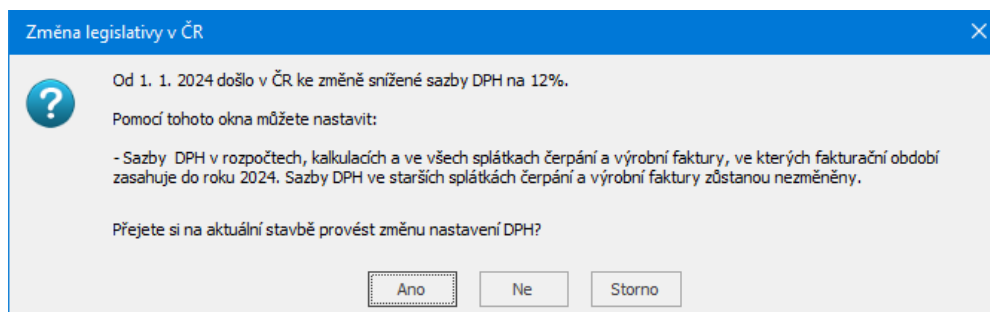 Změna legislativy v ČR
Od 1. 1. 2024 došlo v ČR ke změně snížené sazby DPH na 12%.
Pomocí tohoto okna můžete nastavit:
- Sazby  DPH v rozpočtech, kalkulacích a ve všech splátkách čerpání a výrobní faktury, ve kterých fakturační období
zasahuje do roku 2024. Sazby DPH ve starších splátkách čerpání a výrobní faktury zůstanou nezměněny.
Přejete si na aktuální stavbě provést změnu nastavení DPH?
Ano
Ne
Storno